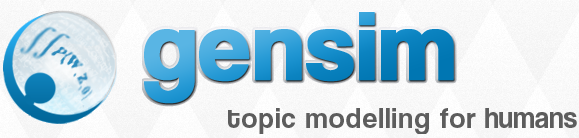 ∫∫P(w,z,θ)
gensim
topic modelling for humans